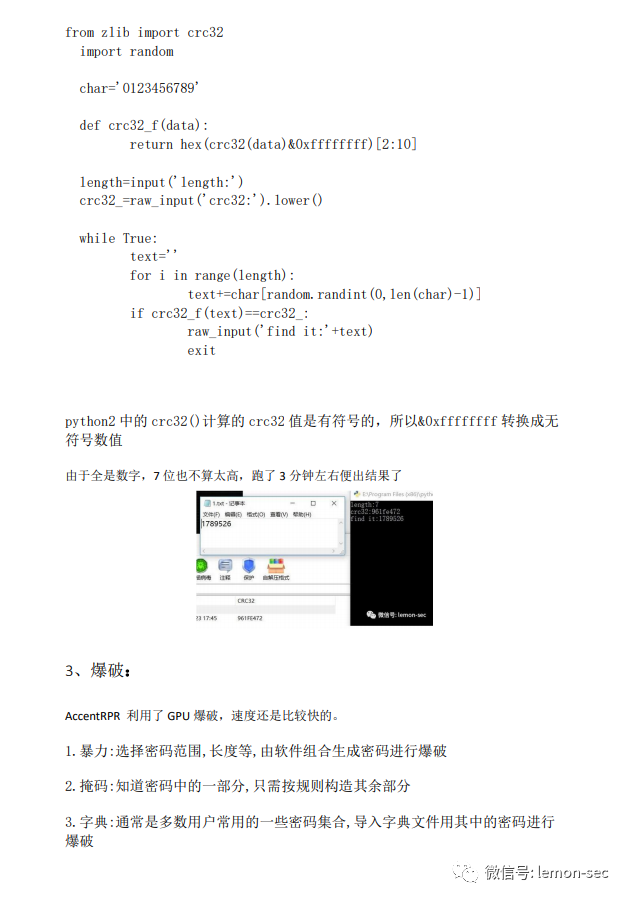 from zlib import crc32
import random
char='0123456789'
def crc32_f(data):
return hex(crc32(data)&0xffffffff)[2:10]
length=input('length:')
crc32_=raw_input('crc32:').lower()
while True:
text=''
for i in range(length):
text+=char[random.randint(0,len(char)-1)]
if crc32_f(text)==crc32_:
raw_input('find it:'+text)
exit
python2 中的 crc32()计算的 crc32 值是有符号的，所以&0xffffffff 转换成无
符号数值
由于全是数字，7 位也不算太高，跑了 3 分钟左右便出结果了
1.txt - 记事本
文件(F) 编辑(E) 格式(O) 查看(V) 帮助(H)
1789526
length:7
crc32:961fe472
find it:1789526
注释 保护 自解压格式
CRC32
23 17:45 961FE472
微信号: lemon-sec
3、爆破：
AccentRPR 利用了 GPU 爆破，速度还是比较快的。
1.暴力:选择密码范围,长度等,由软件组合生成密码进行爆破
2.掩码:知道密码中的一部分,只需按规则构造其余部分
3.字典:通常是多数用户常用的一些密码集合,导入字典文件用其中的密码进行
爆破
微信号: lemon-sec